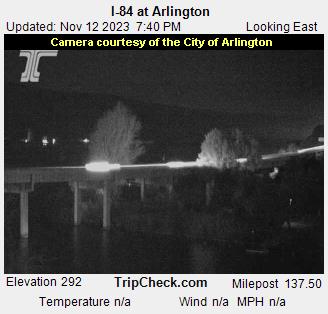 I-84 at Arlington
Updated: Nov 12 2023 7:40 PM Looking East
Camera courtesy of the City of Arlington
Elevation 292 TripCheck.com Milepost 137.50
Temperature n/a Wind n/a MPH n/a